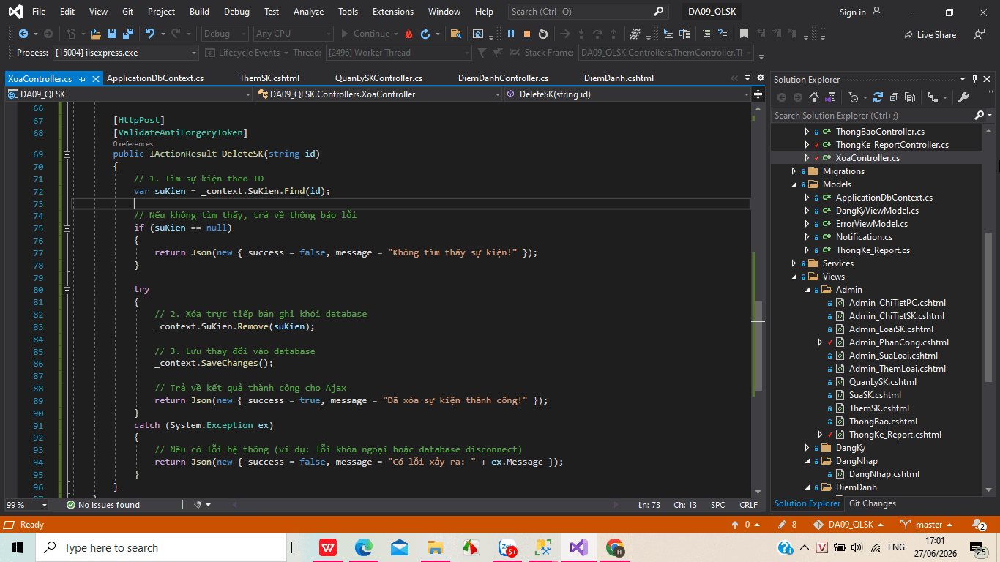 File Edit View Git Project Build Debug Test Analyze Tools Extensions Window Help Search (Ctrl+Q) DA09_QLSK Sign in
Debug Any CPU Continue Live Share
Process: [15004] iisexpress.exe Lifecycle Events Thread: [2496] Worker Thread Stack Frame: DA09_QLSK.Controllers.ThemController.Tl
XoaController.cs ApplicationDbContext.cs ThemSK.cshtml QuanLySKController.cs DiemDanhController.cs DiemDanh.cshtml
DA09_QLSK DA09_QLSK.Controllers.XoaController DeleteSK(string id)
66
67 [HttpPost]
68 [ValidateAntiForgeryToken]
0 references
69 public IActionResult DeleteSK(string id)
70 {
71 // 1. Tìm sự kiện theo ID
72 var suKien = _context.SuKien.Find(id);
73
74 // Nếu không tìm thấy, trả về thông báo lỗi
75 if (suKien == null)
76 {
77 return Json(new { success = false, message = "Không tìm thấy sự kiện!" });
78 }
79
80 try
81 {
82 // 2. Xóa trực tiếp bản ghi khỏi database
83 _context.SuKien.Remove(suKien);
84
85 // 3. Lưu thay đổi vào database
86 _context.SaveChanges();
87
88 // Trả về kết quả thành công cho Ajax
89 return Json(new { success = true, message = "Đã xóa sự kiện thành công!" });
90 }
91 catch (System.Exception ex)
92 {
93 // Nếu có lỗi hệ thống (ví dụ: lỗi khóa ngoại hoặc database disconnect)
94 return Json(new { success = false, message = "Có lỗi xảy ra: " + ex.Message });
95 }
96 }
99 % No issues found Ln: 73 Ch: 13 SPC CRLF
Solution Explorer
Search Solution Explorer (Ctrl+;)
C# ThongBaoController.cs
C# ThongKe_ReportController.cs
C# XoaController.cs
Migrations
Models
C# ApplicationDbContext.cs
C# DangKyViewModel.cs
C# ErrorViewModel.cs
C# Notification.cs
C# ThongKe_Report.cs
Services
Views
Admin
Admin_ChiTietPC.cshtml
Admin_ChiTietSK.cshtml
Admin_LoaiSK.cshtml
Admin_PhanCong.cshtml
Admin_SuaLoai.cshtml
Admin_ThemLoai.cshtml
QuanLySK.cshtml
SuaSK.cshtml
ThemSK.cshtml
ThongBao.cshtml
ThongKe_Report.cshtml
DangKy
DangNhap
DangNhap.cshtml
DiemDanh
Solution Explorer Git Changes
Ready 0 8 DA09_QLSK master 2
Type here to search 5+ H ENG 17:01
27/06/2026 25